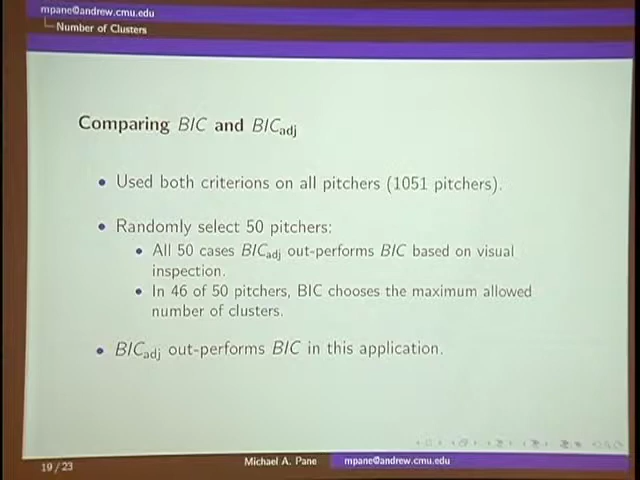 mpane@andrew.cmu.edu
Number of Clusters
Comparing BIC and BICadj
• Used both criterions on all pitchers (1051 pitchers).
• Randomly select 50 pitchers:
• All 50 cases BICadj out-performs BIC based on visual
inspection.
• In 46 of 50 pitchers, BIC chooses the maximum allowed
number of clusters.
• BICadj out-performs BIC in this application.
19/23
Michael A. Pane
mpane@andrew.cmu.edu